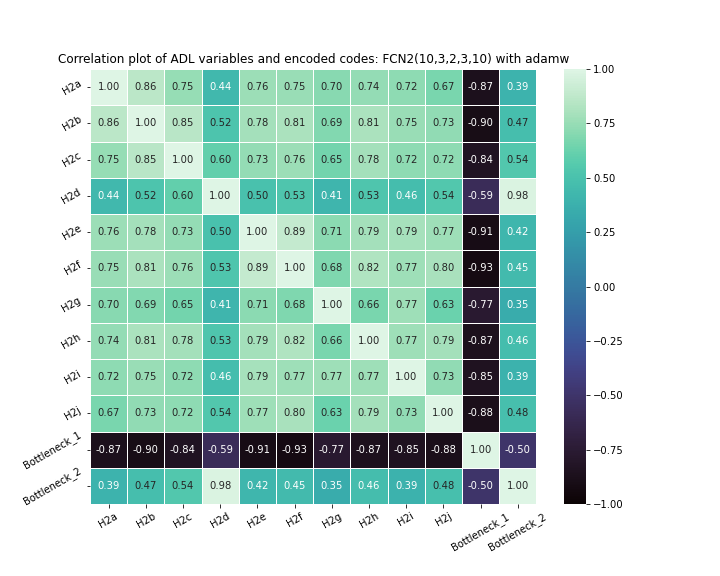 Correlation plot of ADL variables and encoded codes: FCN2(10,3,2,3,10) with adamw
H2a 1.00 0.86 0.75 0.44 0.76 0.75 0.70 0.74 0.72 0.67 -0.87 0.39
H2b 0.86 1.00 0.85 0.52 0.78 0.81 0.69 0.81 0.75 0.73 -0.90 0.47
H2c 0.75 0.85 1.00 0.60 0.73 0.76 0.65 0.78 0.72 0.72 -0.84 0.54
H2d 0.44 0.52 0.60 1.00 0.50 0.53 0.41 0.53 0.46 0.54 -0.59 0.98
H2e 0.76 0.78 0.73 0.50 1.00 0.89 0.71 0.79 0.79 0.77 -0.91 0.42
H2f 0.75 0.81 0.76 0.53 0.89 1.00 0.68 0.82 0.77 0.80 -0.93 0.45
H2g 0.70 0.69 0.65 0.41 0.71 0.68 1.00 0.66 0.77 0.63 -0.77 0.35
H2h 0.74 0.81 0.78 0.53 0.79 0.82 0.66 1.00 0.77 0.79 -0.87 0.46
H2i 0.72 0.75 0.72 0.46 0.79 0.77 0.77 0.77 1.00 0.73 -0.85 0.39
H2j 0.67 0.73 0.72 0.54 0.77 0.80 0.63 0.79 0.73 1.00 -0.88 0.48
Bottleneck_1 -0.87 -0.90 -0.84 -0.59 -0.91 -0.93 -0.77 -0.87 -0.85 -0.88 1.00 -0.50
Bottleneck_2 0.39 0.47 0.54 0.98 0.42 0.45 0.35 0.46 0.39 0.48 -0.50 1.00
H2a H2b H2c H2d H2e H2f H2g H2h H2i H2j Bottleneck_1 Bottleneck_2
1.00
0.75
0.50
0.25
0.00
−0.25
−0.50
−0.75
−1.00